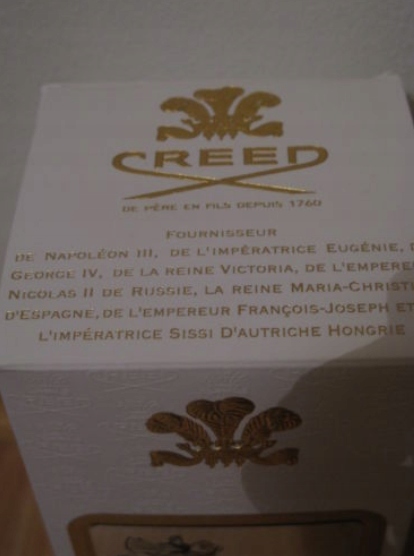 CREED
DE PÈRE EN FILS DEPUIS 1760
FOURNISSEUR
DE NAPOLÉON III, DE L'IMPÉRATRICE EUGÉNIE,
GEORGE IV, DE LA REINE VICTORIA, DE L'EMPERE
NICOLAS II DE RUSSIE, LA REINE MARIA-CHRISTI
D'ESPAGNE, DE L'EMPEREUR FRANÇOIS-JOSEPH ET
L'IMPÉRATRICE SISSI D'AUTRICHE HONGRIE